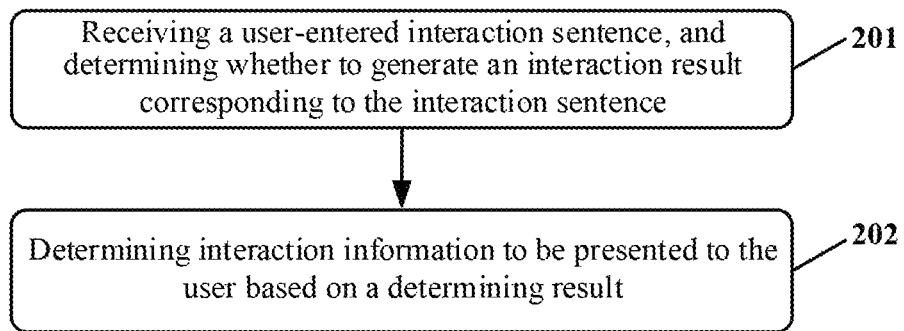 Receiving a user-entered interaction sentence, and
determining whether to generate an interaction result
corresponding to the interaction sentence
201
Determining interaction information to be presented to the
user based on a determining result
202